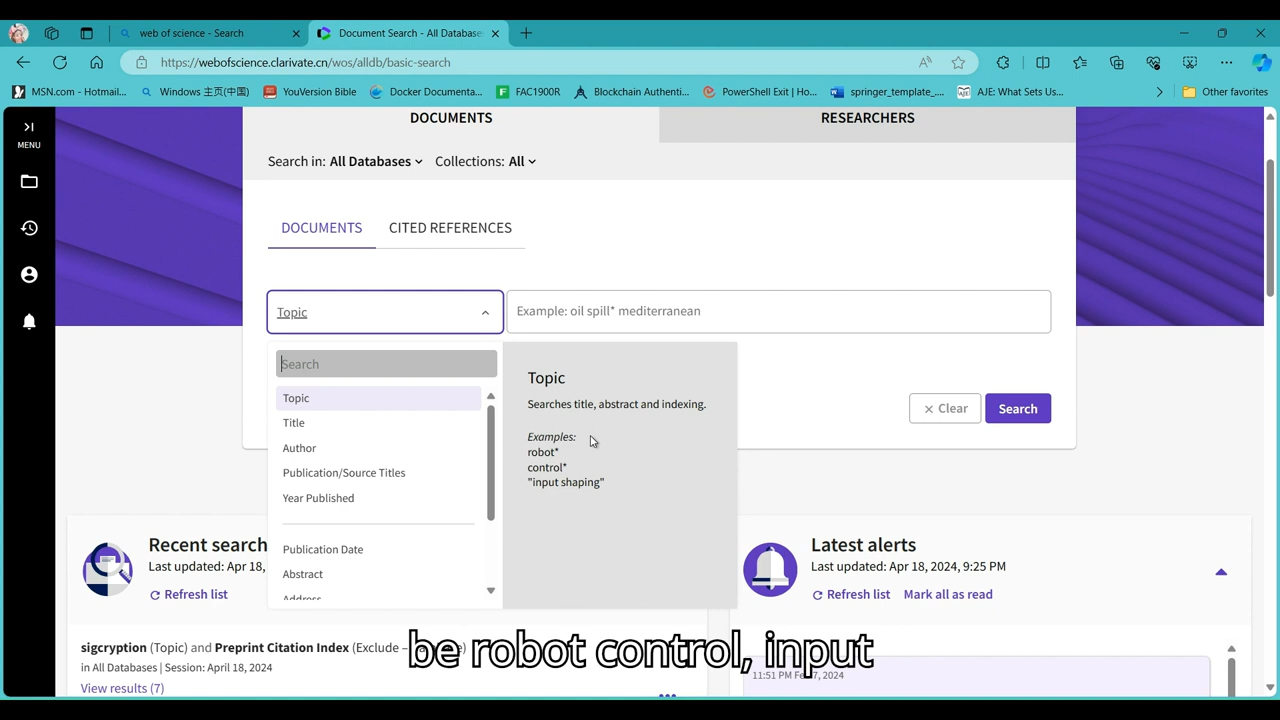 web of science - Search
Document Search - All Database
https://webofscience.clarivate.cn/wos/alldb/basic-search
MSN.com - Hotmail...
Windows 主页(中国)
YouVersion Bible
Docker Documenta...
FAC1900R
Blockchain Authenti...
PowerShell Exit | Ho...
springer_template_...
AJE: What Sets Us...
Other favorites
MENU
DOCUMENTS
RESEARCHERS
Search in: All Databases
Collections: All
DOCUMENTS
CITED REFERENCES
Topic
Example: oil spill* mediterranean
Search
Topic
Title
Author
Publication/Source Titles
Year Published
Publication Date
Abstract
Address
Topic
Searches title, abstract and indexing.
Examples:
robot*
control*
"input shaping"
× Clear
Search
Recent search
Last updated: Apr 18,
Refresh list
sigcryption (Topic) and Preprint Citation Index (Exclude –
in All Databases | Session: April 18, 2024
View results (7)
Latest alerts
Last updated: Apr 18, 2024, 9:25 PM
Refresh list
Mark all as read
11:51 PM
2024
be robot control, input